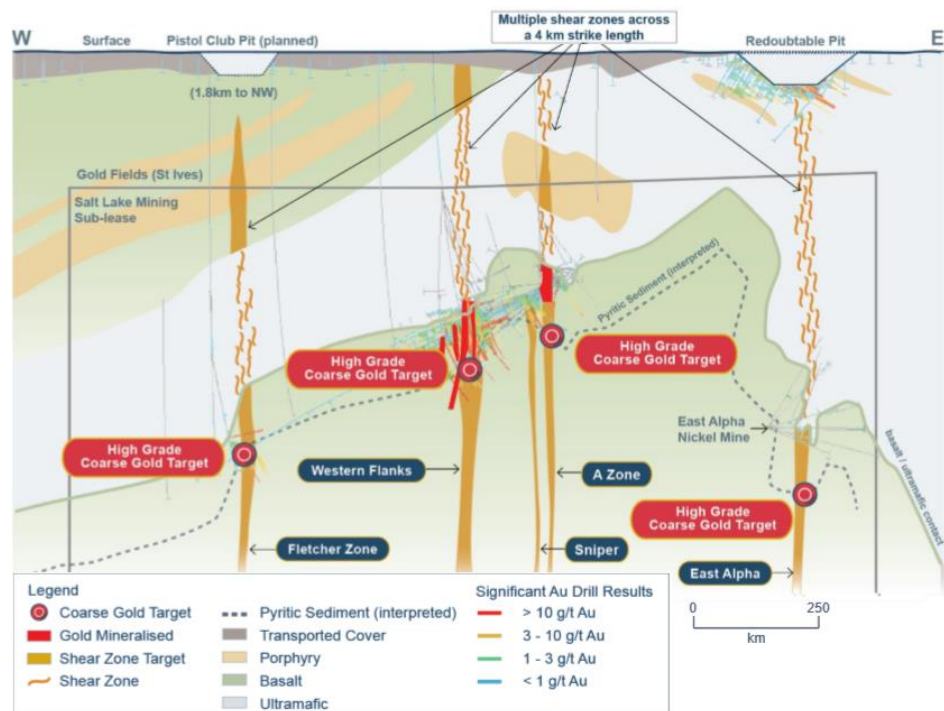 Multiple shear zones across
a 4 km strike length
W
Surface
Pistol Club Pit (planned)
Redoubtable Pit
E
(1.8km to NW)
Gold Fields (St Ives)
Salt Lake Mining
Sub-lease
Pyritic Sediment (interpreted)
High Grade
Coarse Gold Target
High Grade
Coarse Gold Target
High Grade
Coarse Gold Target
East Alpha
Nickel Mine
basalt / ultramafic contact
Western Flanks
A Zone
High Grade
Coarse Gold Target
Fletcher Zone
Sniper
East Alpha
Legend
Coarse Gold Target
Gold Mineralised
Shear Zone Target
Shear Zone
Pyritic Sediment (interpreted)
Transported Cover
Porphyry
Basalt
Ultramafic
Significant Au Drill Results
> 10 g/t Au
3 - 10 g/t Au
1 - 3 g/t Au
< 1 g/t Au
0
250
km